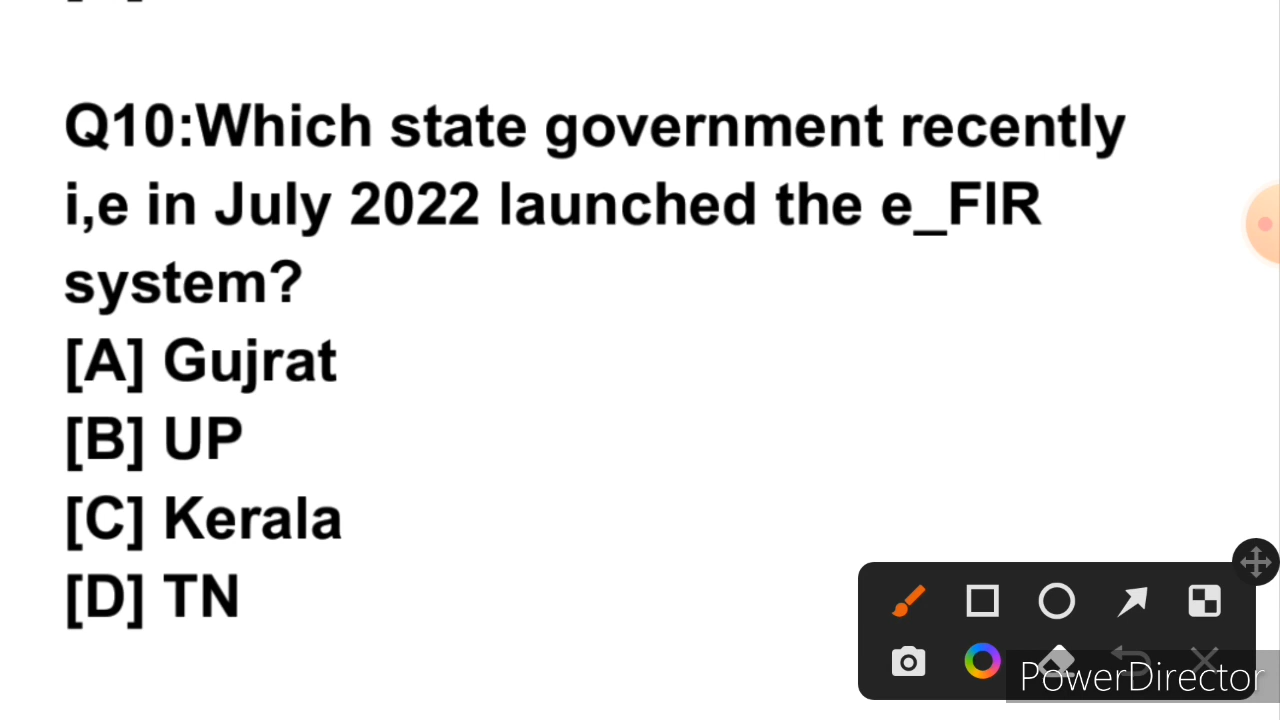 Q10:Which state government recently
i,e in July 2022 launched the e_FIR
system?
[A] Gujrat
[B] UP
[C] Kerala
[D] TN
PowerDirector